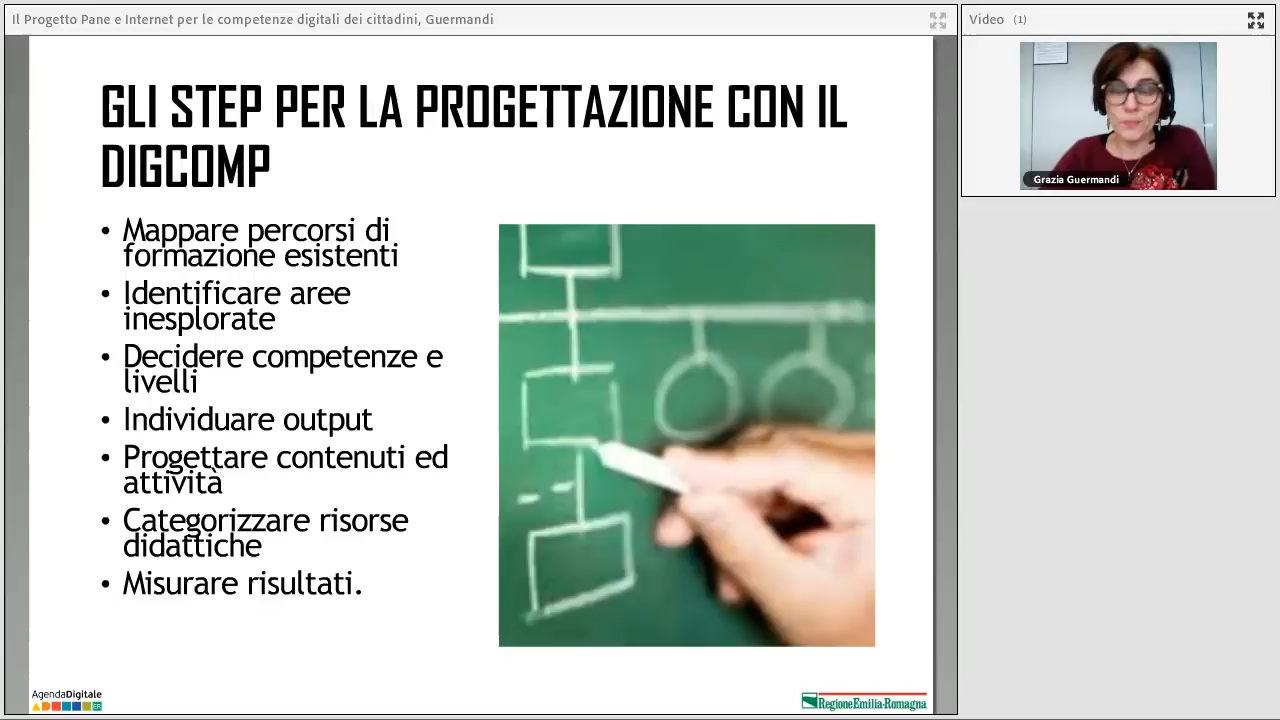 Il Progetto Pane e Internet per le competenze digitali dei cittadini, Guermandi
Video (1)
Grazia Guermandi
GLI STEP PER LA PROGETTAZIONE CON IL
DIGCOMP
• Mappare percorsi di
formazione esistenti
• Identificare aree
inesplorate
• Decidere competenze e
livelli
• Individuare output
• Progettare contenuti ed
attività
• Categorizzare risorse
didattiche
• Misurare risultati.
AgendaDigitale
RegioneEmilia-Romagna